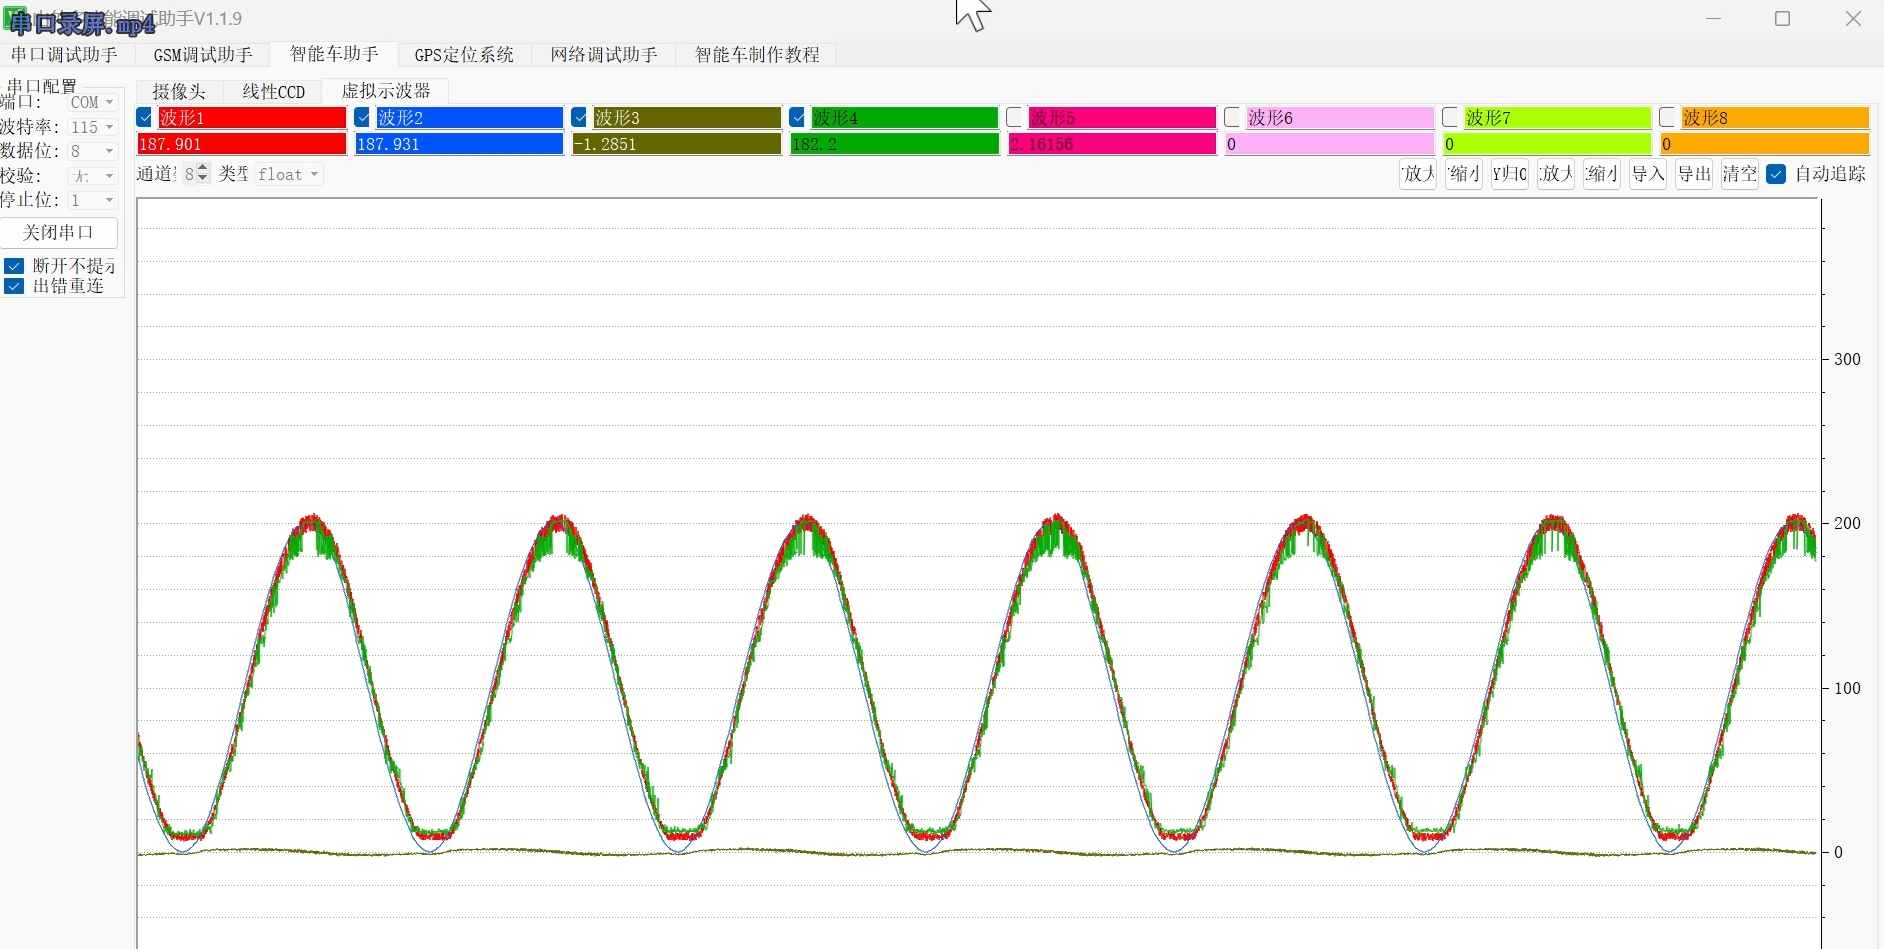 串口录屏.mp4
能调试助手V1.1.9
串口调试助手 GSM调试助手 智能车助手 GPS定位系统 网络调试助手 智能车制作教程
串口配置
摄像头 线性CCD 虚拟示波器
端口: COM
波特率: 115
数据位: 8
校验: 无
停止位: 1
关闭串口
断开不提示
出错重连
波形1 波形2 波形3 波形4 波形5 波形6 波形7 波形8
187.901 187.931 -1.2851 182.2 2.16156 0 0 0
通道 8 类型 float 放大 缩小 Y归0 放大 缩小 导入 导出 清空 自动追踪
300
200
100
0